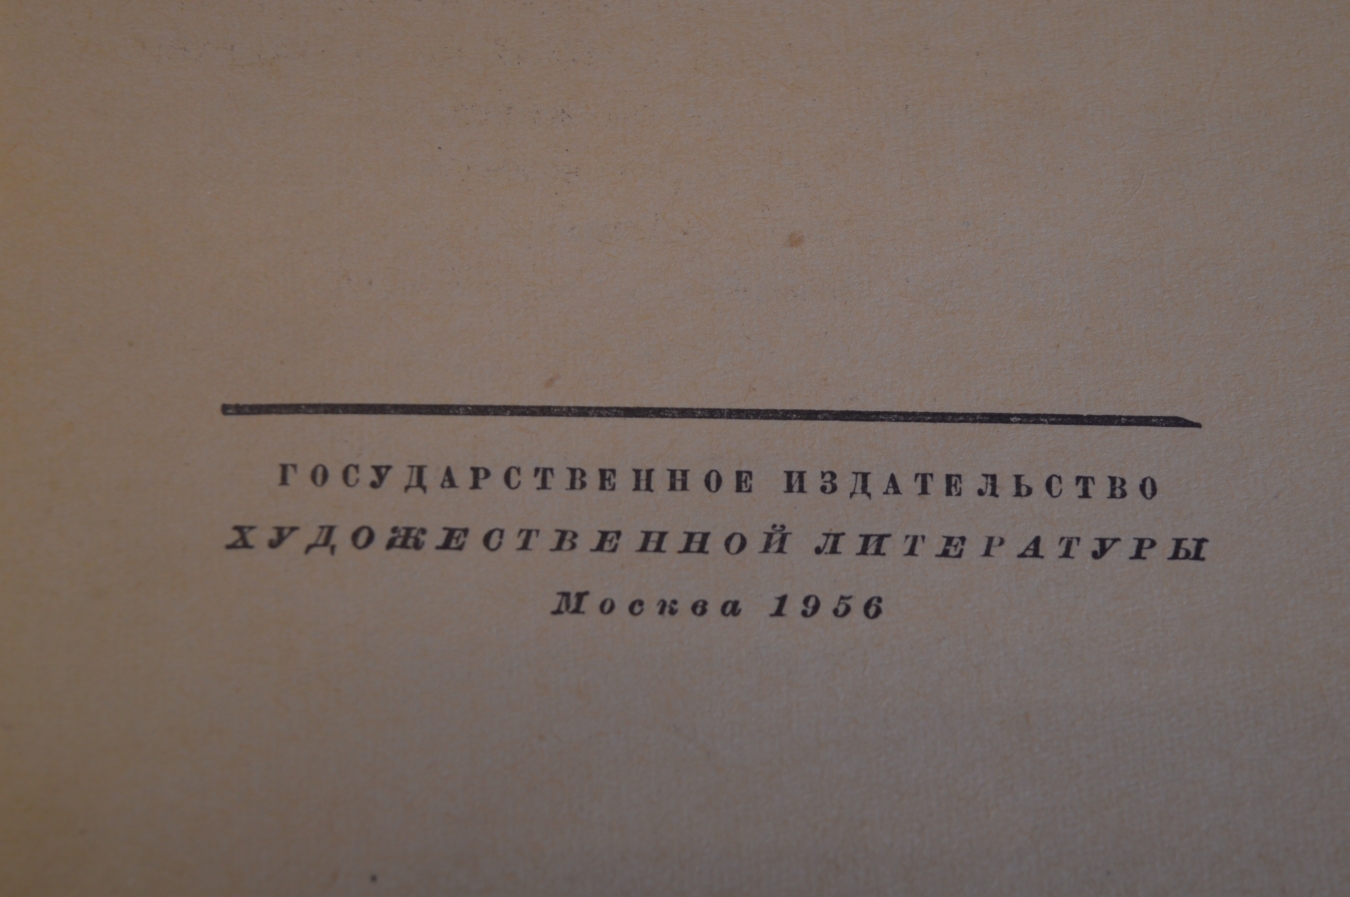 ГОСУДАРСТВЕННОЕ ИЗДАТЕЛЬСТВО
ХУДОЖЕСТВЕННОЙ ЛИТЕРАТУРЫ
Москва 1956